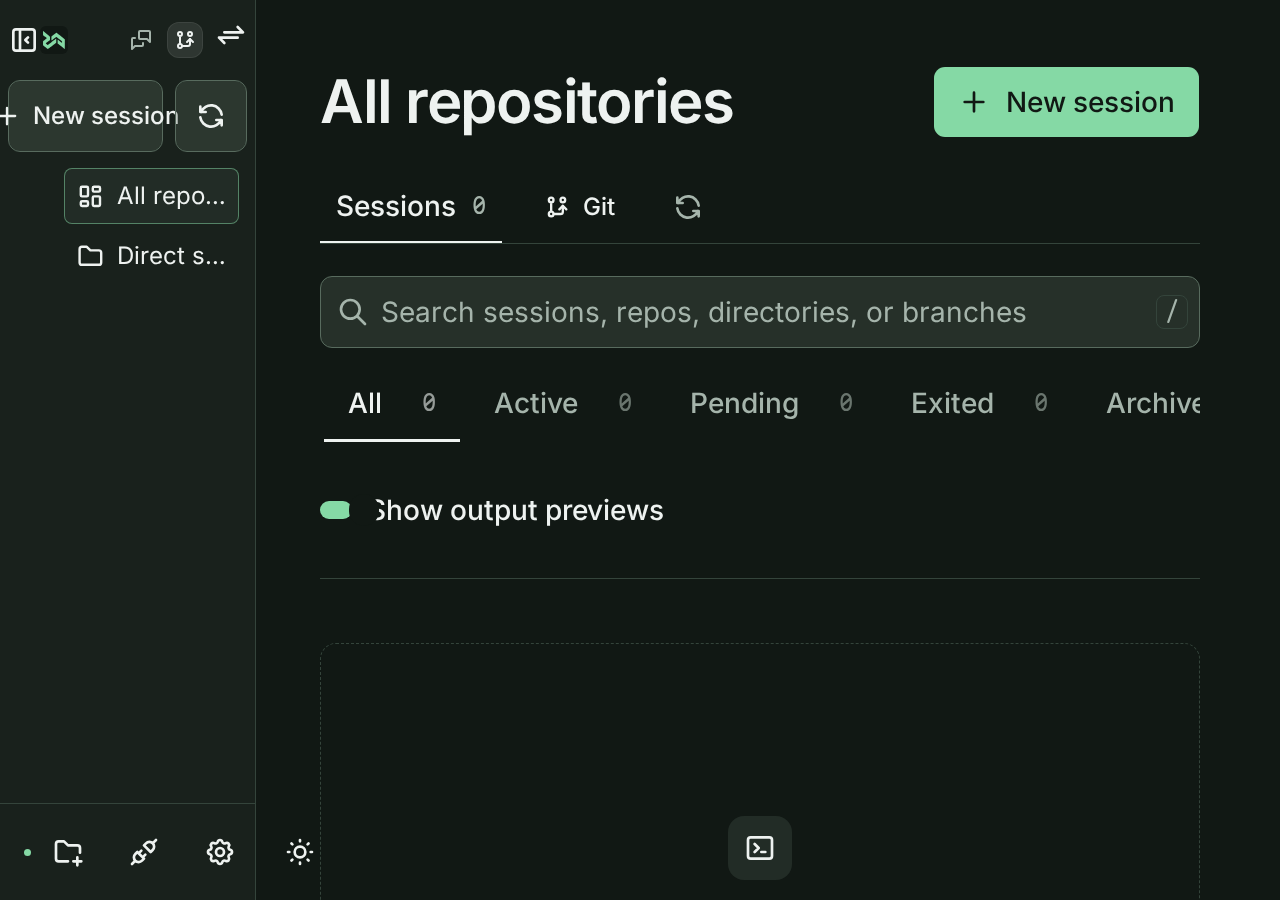 New session
All repo...
Direct s...
All repositories
New session
Sessions 0
Git
Search sessions, repos, directories, or branches /
All 0 Active 0 Pending 0 Exited 0 Archive
Show output previews